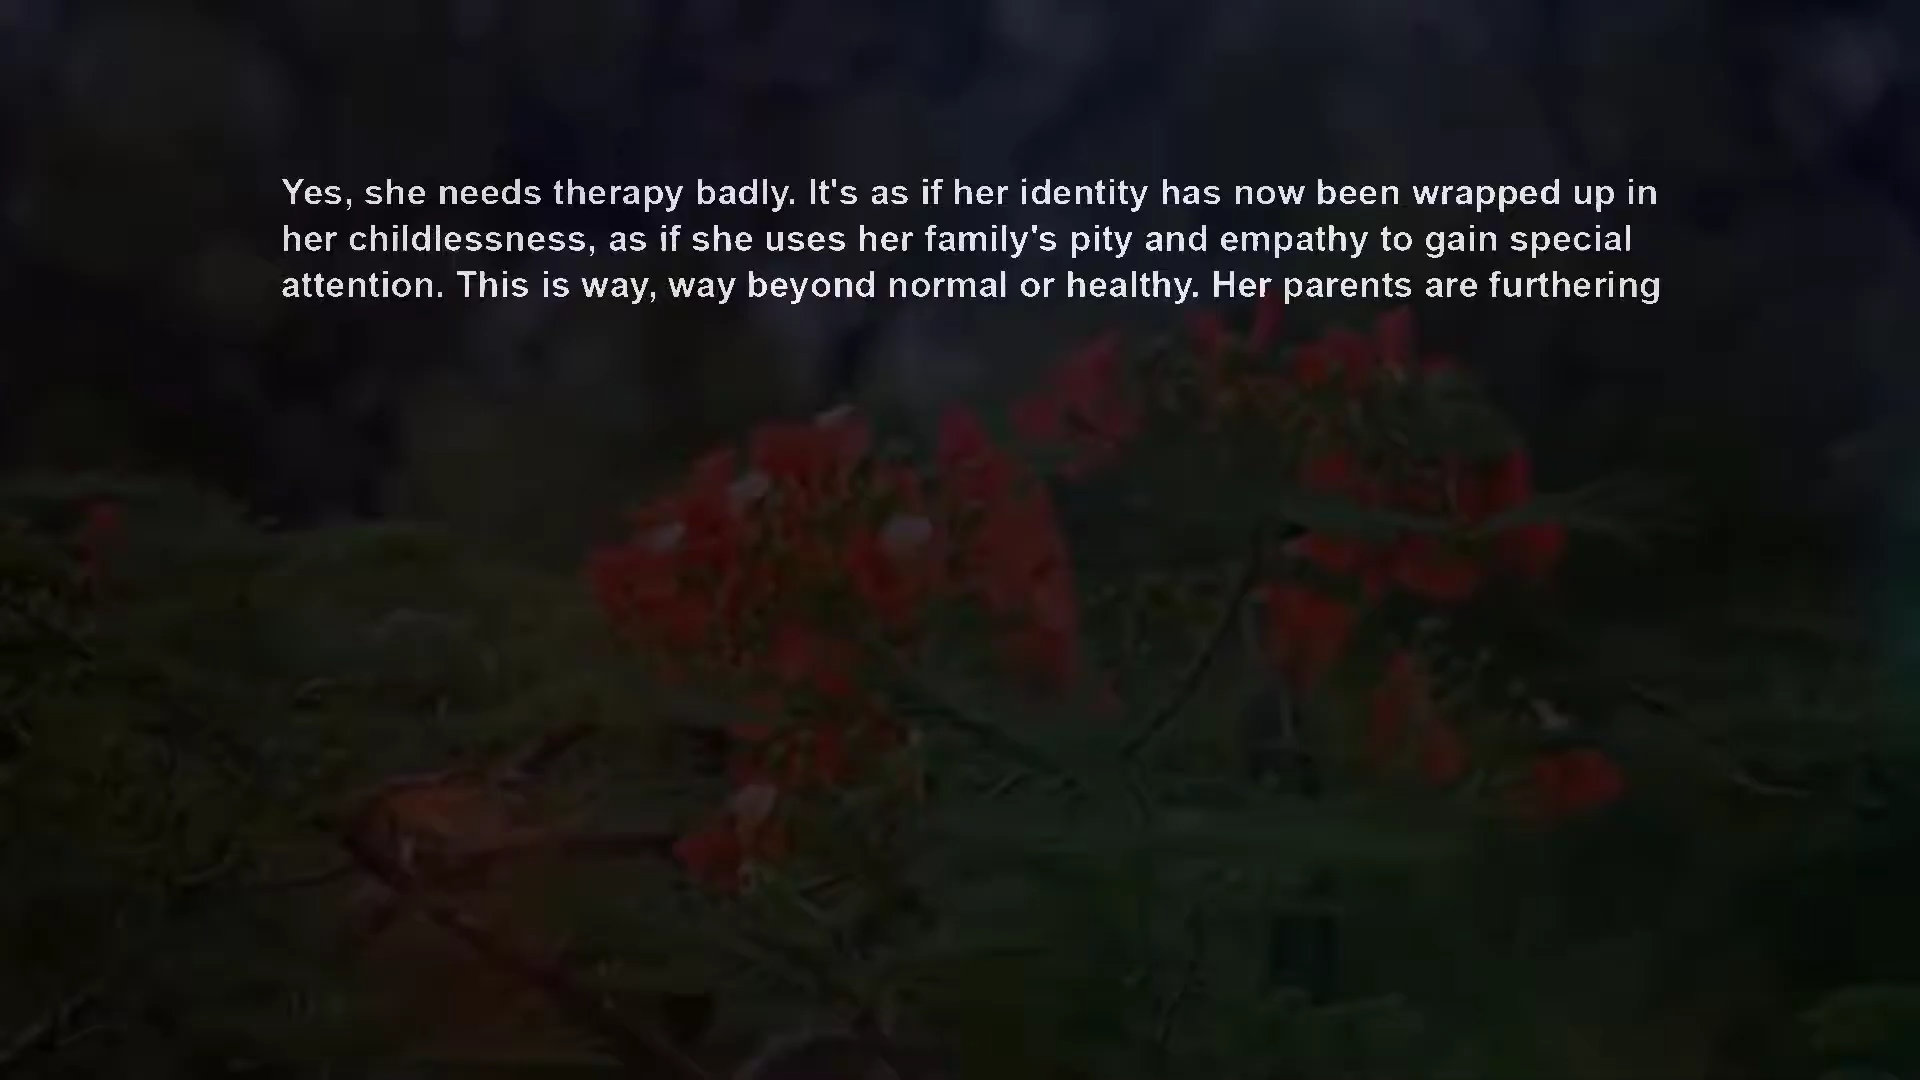 Yes, she needs therapy badly. It's as if her identity has now been wrapped up in
her childlessness, as if she uses her family's pity and empathy to gain special
attention. This is way, way beyond normal or healthy. Her parents are furthering